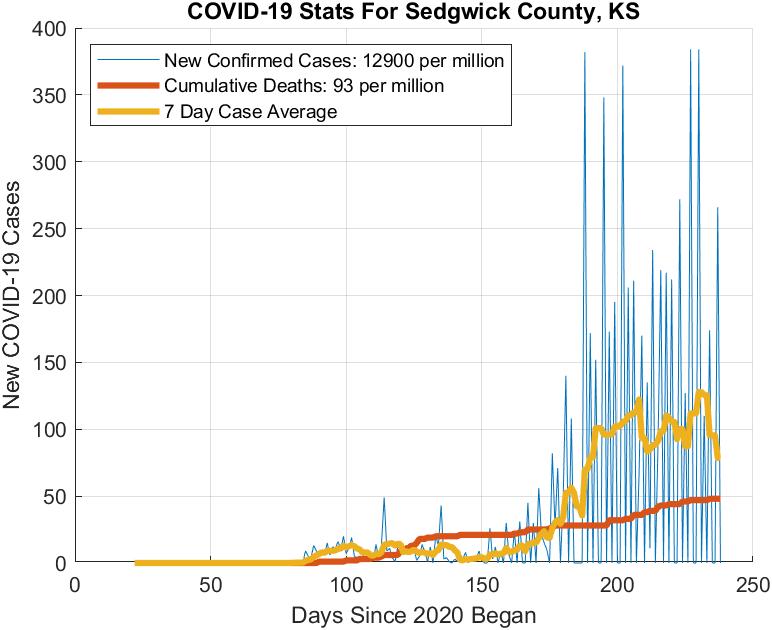 COVID-19 Stats For Sedgwick County, KS
New Confirmed Cases: 12900 per million
Cumulative Deaths: 93 per million
7 Day Case Average
New COVID-19 Cases
400
350
300
250
200
150
100
50
0
0 50 100 150 200 250
Days Since 2020 Began